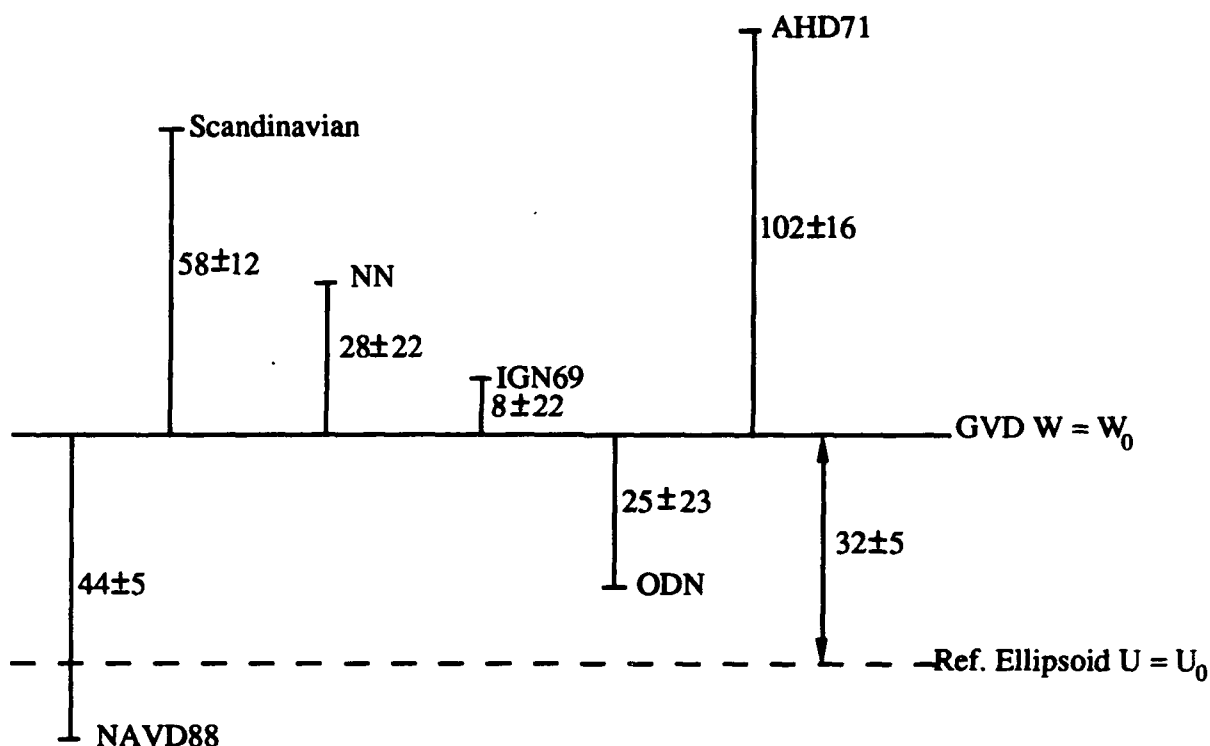 AHD71
Scandinavian
102±16
58±12
NN
28±22
IGN69
8±22
GVD W = W₀
25±23
32±5
44±5
ODN
Ref. Ellipsoid U = U₀
NAVD88